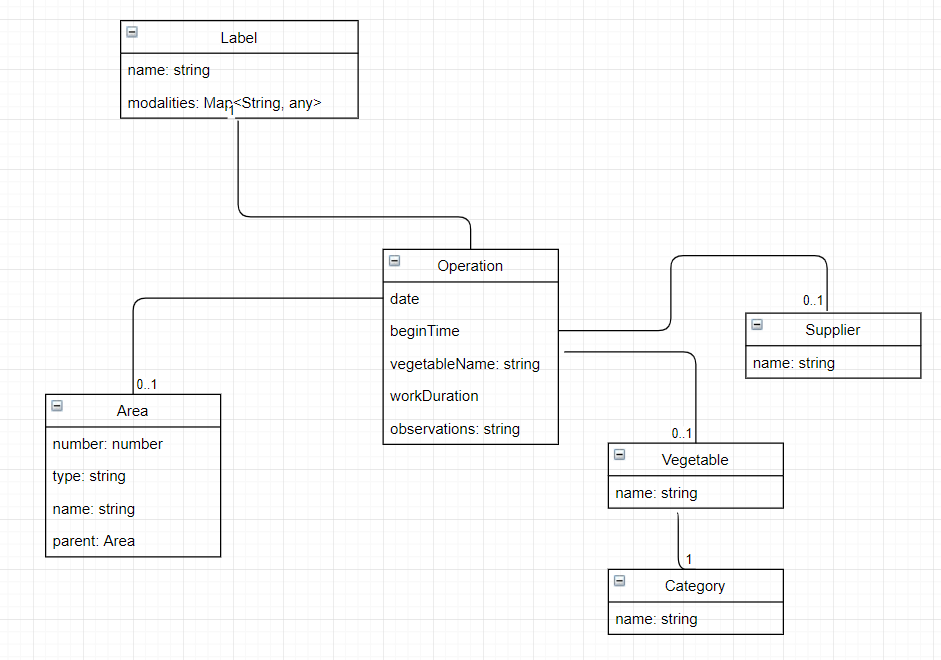 Label
name: string
modalities: Map<String, any>
1
Operation
date
beginTime
vegetableName: string
workDuration
observations: string
0..1
Supplier
name: string
0..1
Area
number: number
type: string
name: string
parent: Area
0..1
Vegetable
name: string
1
Category
name: string